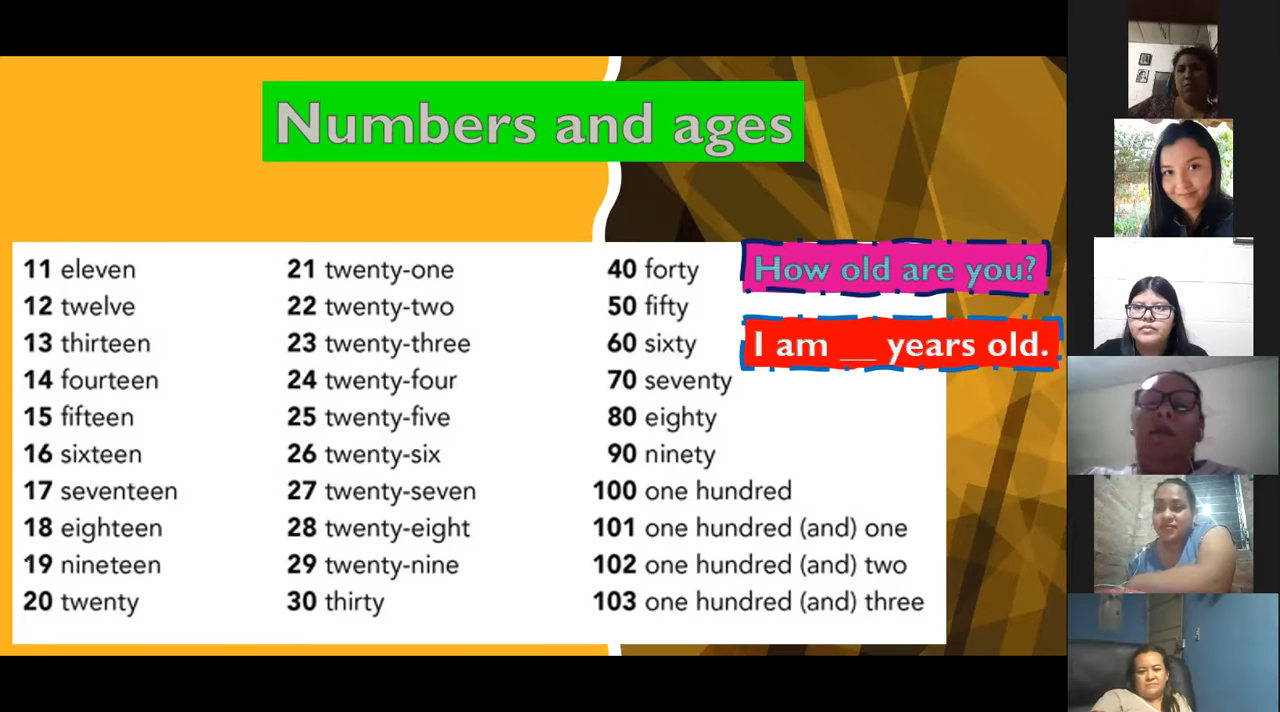 Numbers and ages
11 eleven
12 twelve
13 thirteen
14 fourteen
15 fifteen
16 sixteen
17 seventeen
18 eighteen
19 nineteen
20 twenty
21 twenty-one
22 twenty-two
23 twenty-three
24 twenty-four
25 twenty-five
26 twenty-six
27 twenty-seven
28 twenty-eight
29 twenty-nine
30 thirty
40 forty
50 fifty
60 sixty
70 seventy
80 eighty
90 ninety
100 one hundred
101 one hundred (and) one
102 one hundred (and) two
103 one hundred (and) three
How old are you?
I am __ years old.